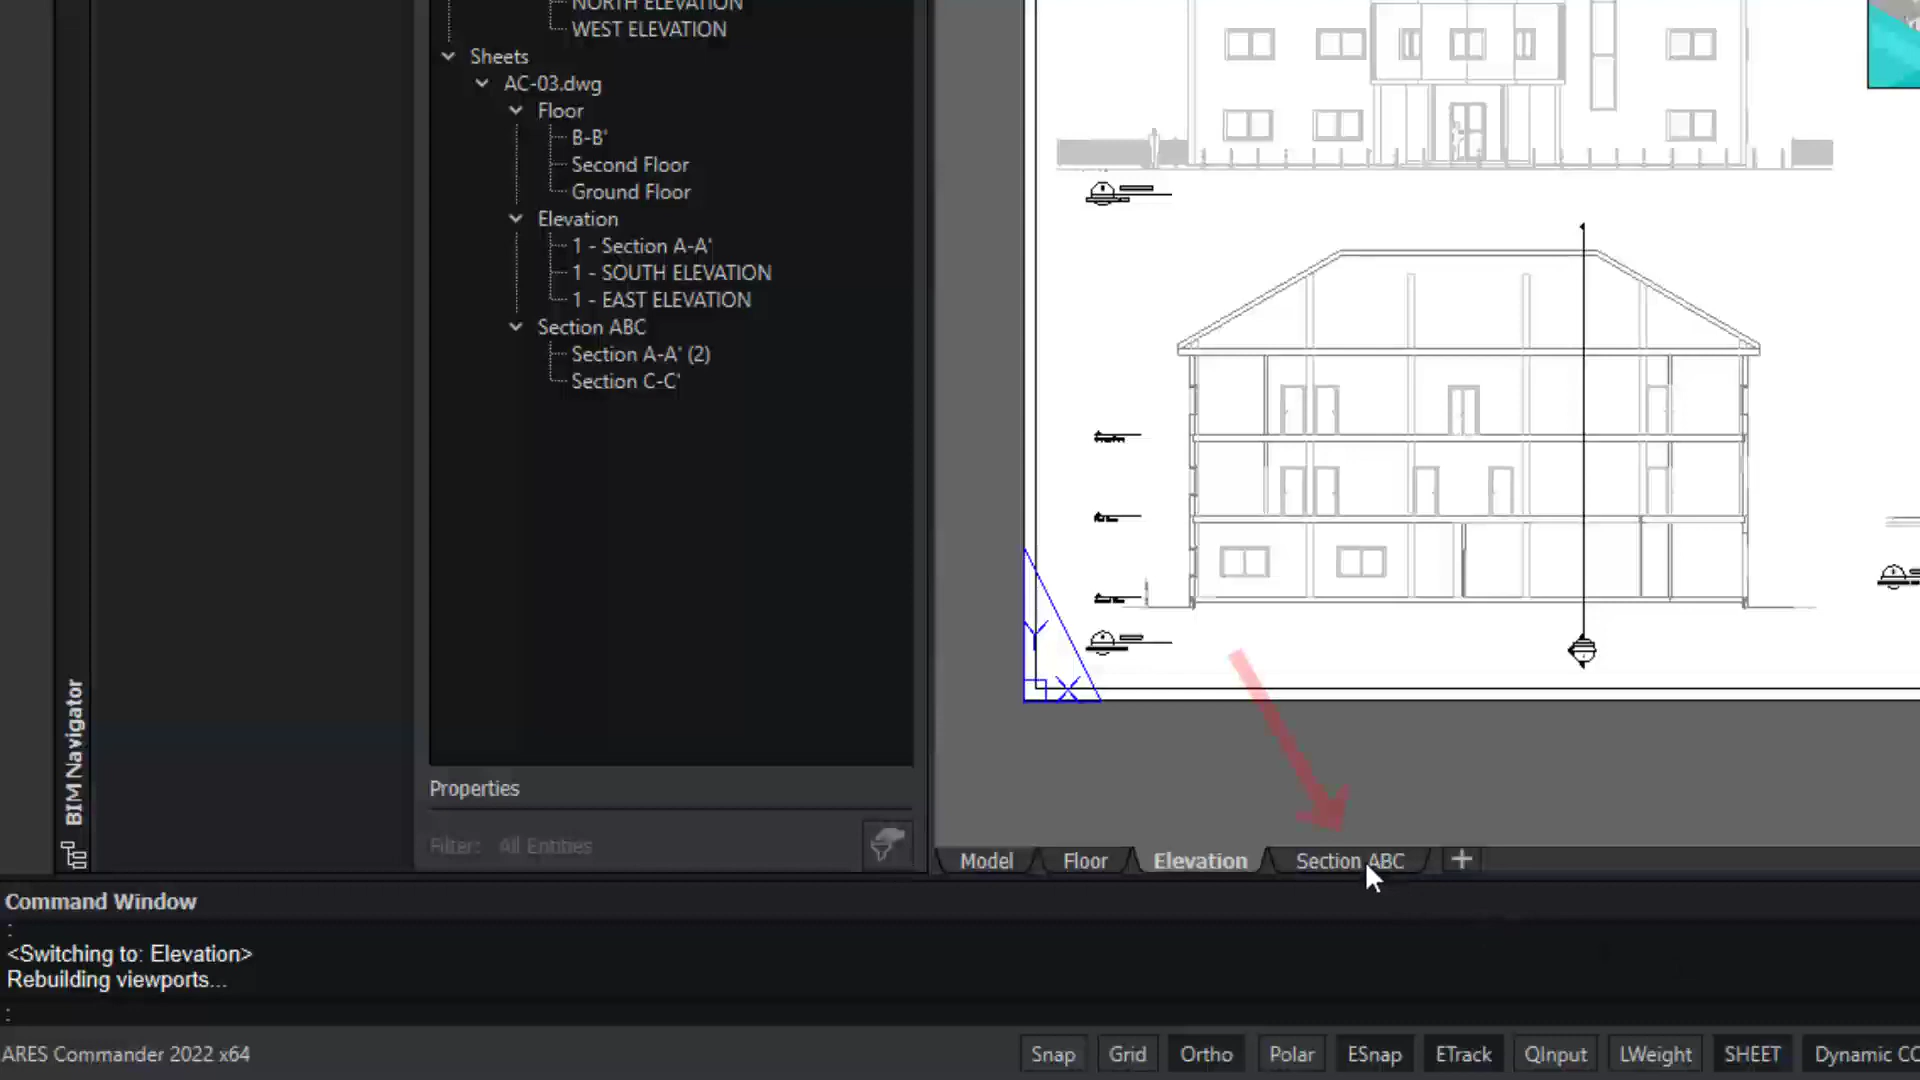 NORTH ELEVATION
WEST ELEVATION
Sheets
AC-03.dwg
Floor
B-B'
Second Floor
Ground Floor
Elevation
1 - Section A-A'
1 - SOUTH ELEVATION
1 - EAST ELEVATION
Section ABC
Section A-A' (2)
Section C-C'
BIM Navigator
Properties
Filter: All Entities
Y
X
Model
Floor
Elevation
Section ABC
+
Command Window
:
<Switching to: Elevation>
Rebuilding viewports...
:
ARES Commander 2022 x64
Snap
Grid
Ortho
Polar
ESnap
ETrack
QInput
LWeight
SHEET
Dynamic CC